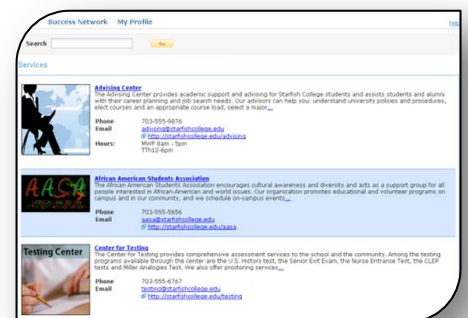 Success Network My Profile
help
Search
Go
Services
Advising Center
The Advising Center provides academic support and advising for Starfish College students and assists students and alumni
with their career planning and job search needs. Our advisors can help you: understand university policies and procedures,
elect courses and an appropriate course load, select a major...
Phone 703-555-9876
Email advising@starfishcollege.edu
http://starfishcollege.edu/advising
Hours: MWF 8am - 5pm
TTh12-6pm
AASA
African American Students Association
The African American Students Association encourages cultural awareness and diversity and acts as a support group for all
people interested in African-American and world issues. Our organization promotes educational and volunteer programs on
campus and in our community, and we schedule on-campus events...
Phone 703-555-5656
Email aasa@starfishcollege.edu
http://starfishcollege.edu/aasa
Testing Center
Center for Testing
The Center for Testing provides comprehensive assessment services to the school and the community. Among the testing
programs available through the center are the U.S. History test, the Senior Exit Exam, the Nurse Entrance Test, the CLEP
tests and Miller Analogies Test. We also offer proctoring services...
Phone 703-555-6767
Email testing@starfishcollege.edu
http://starfishcollege.edu/testing